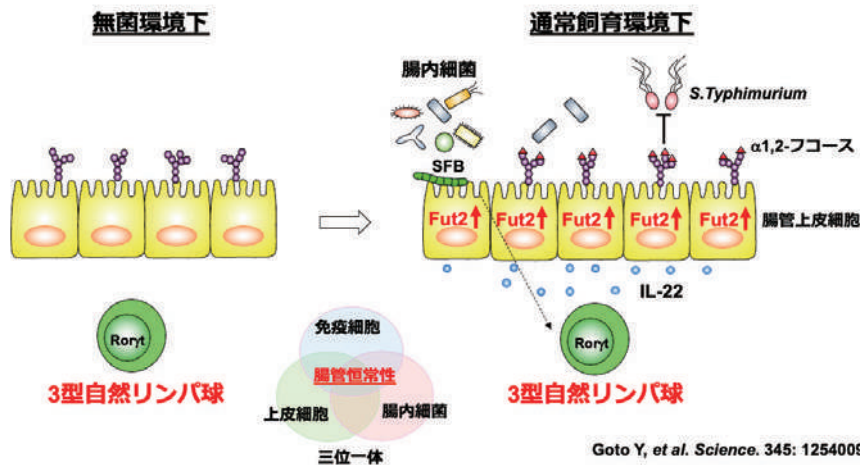 無菌環境下
通常飼育環境下
腸内細菌
S.Typhimurium
α1,2-フコース
SFB
Fut2↑ Fut2↑ Fut2↑ Fut2↑ Fut2↑
腸管上皮細胞
IL-22
Rorγt
3型自然リンパ球
免疫細胞
腸管恒常性
上皮細胞
腸内細菌
三位一体
Rorγt
3型自然リンパ球
Goto Y, et al. Science. 345: 1254009